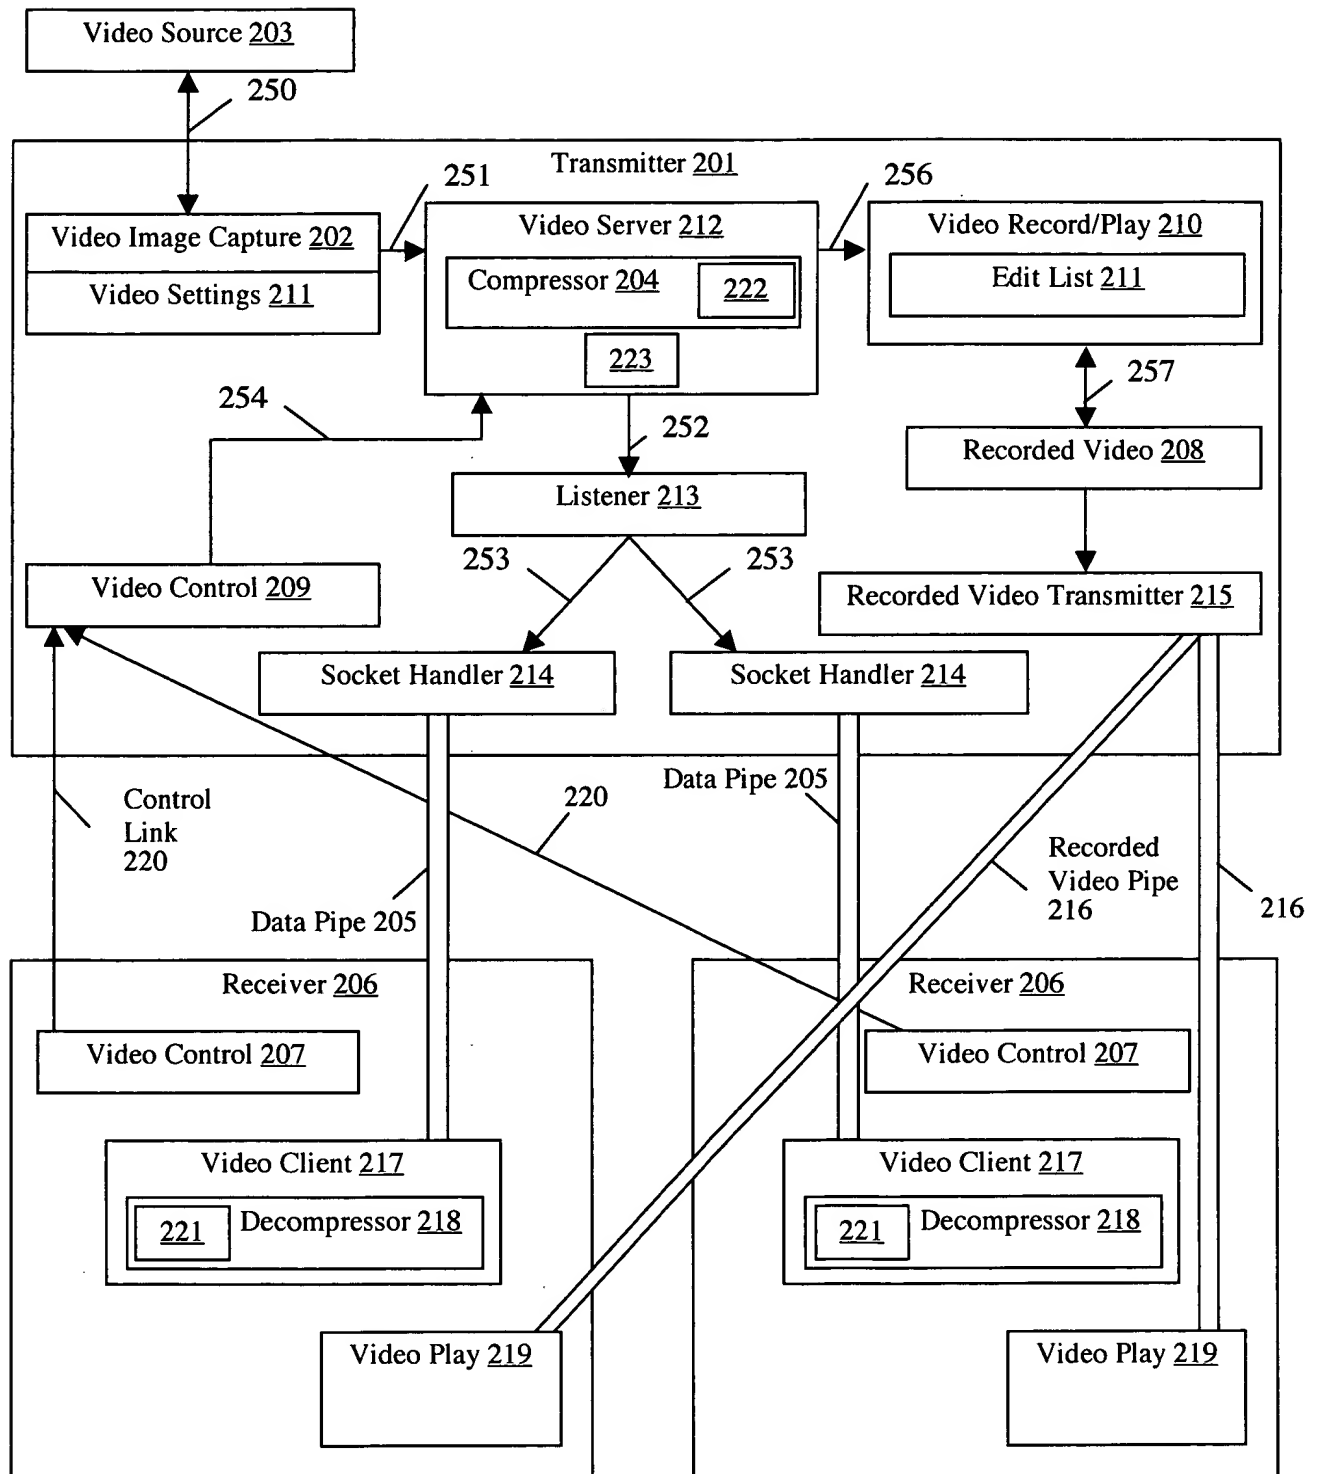 Video Source 203
250
Transmitter 201
251
256
Video Image Capture 202
Video Settings 211
Video Server 212
Compressor 204
222
223
Video Record/Play 210
Edit List 211
257
254
252
Recorded Video 208
Listener 213
253
253
Video Control 209
Recorded Video Transmitter 215
Socket Handler 214
Socket Handler 214
Control
Link
220
220
Data Pipe 205
Data Pipe 205
Recorded
Video Pipe
216
216
Receiver 206
Video Control 207
Video Client 217
221
Decompressor 218
Video Play 219
Receiver 206
Video Control 207
Video Client 217
221
Decompressor 218
Video Play 219